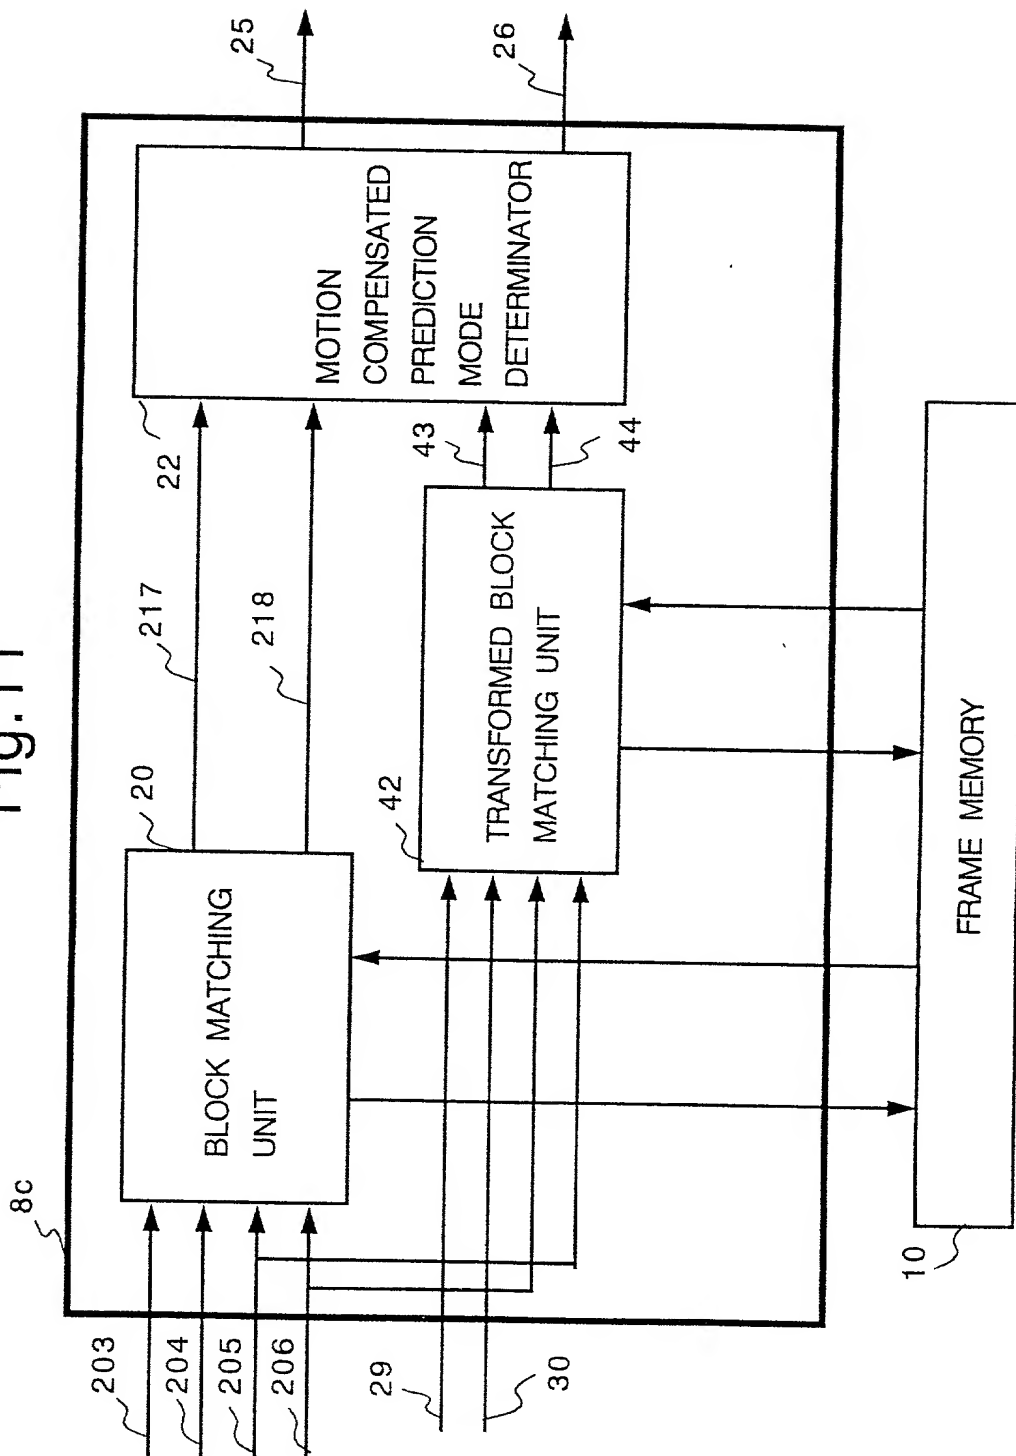 Fig.11
8c
203
204
205
206
29
30
20
BLOCK MATCHING
UNIT
217
218
42
TRANSFORMED BLOCK
MATCHING UNIT
43
44
22
MOTION
COMPENSATED
PREDICTION
MODE
DETERMINATOR
25
26
10
FRAME MEMORY